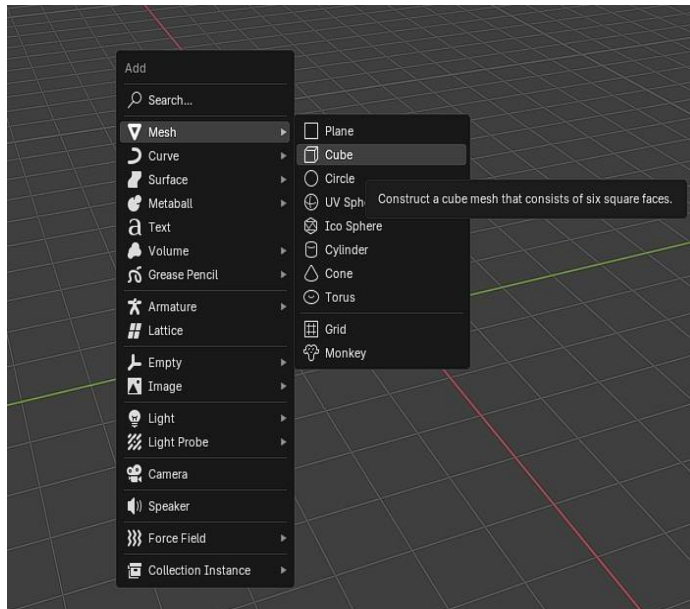 Add
Search...
Mesh
Curve
Surface
Metaball
Text
Volume
Grease Pencil
Armature
Lattice
Empty
Image
Light
Light Probe
Camera
Speaker
Force Field
Collection Instance
Plane
Cube
Circle
UV Sph
Ico Sphere
Cylinder
Cone
Torus
Grid
Monkey
Construct a cube mesh that consists of six square faces.